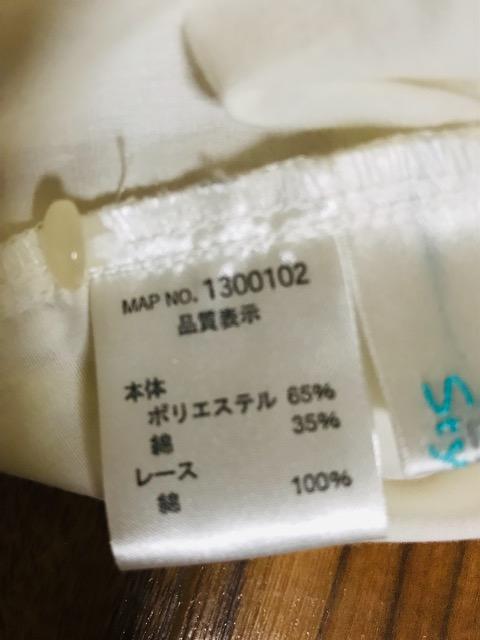 MAP NO. 1300102
品質表示
本体
ポリエステル 65%
綿 35%
レース
綿 100%